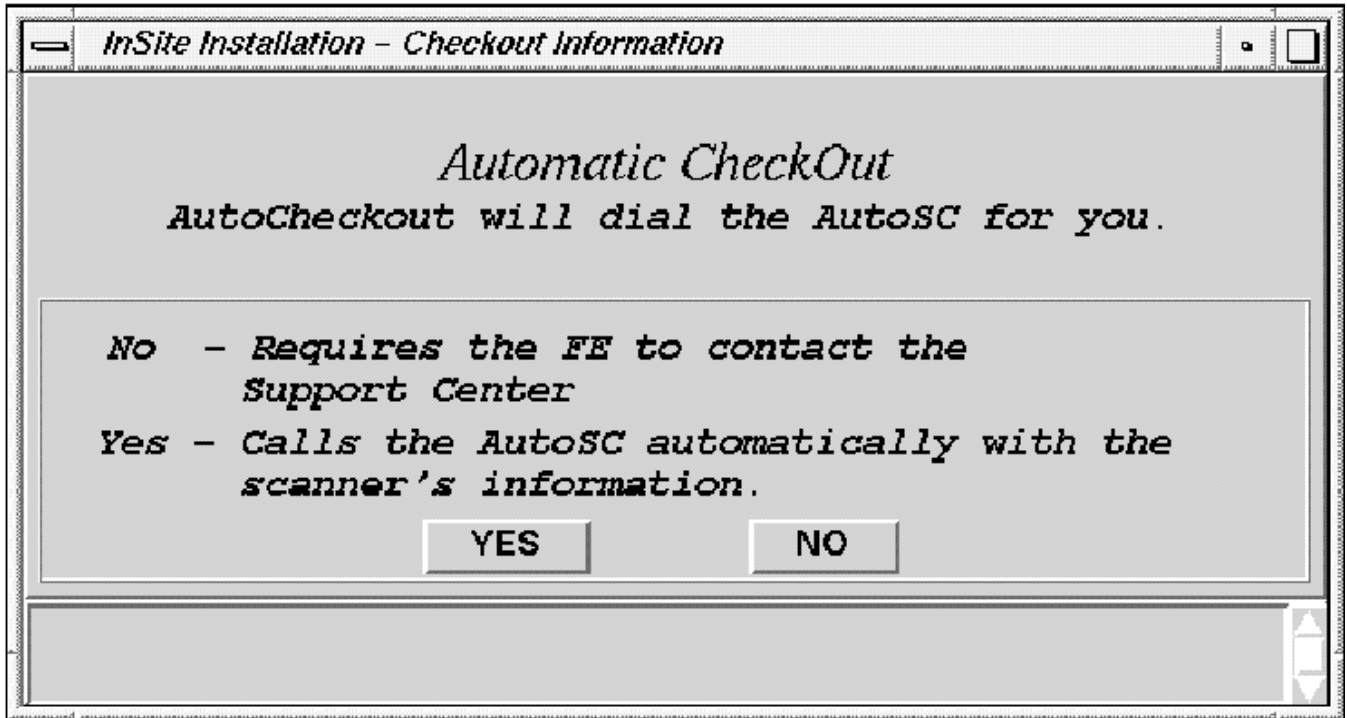 InSite Installation – Checkout Information
Automatic CheckOut
AutoCheckout will dial the AutoSC for you.
No – Requires the FE to contact the
Support Center
Yes – Calls the AutoSC automatically with the
scanner's information.
YES NO